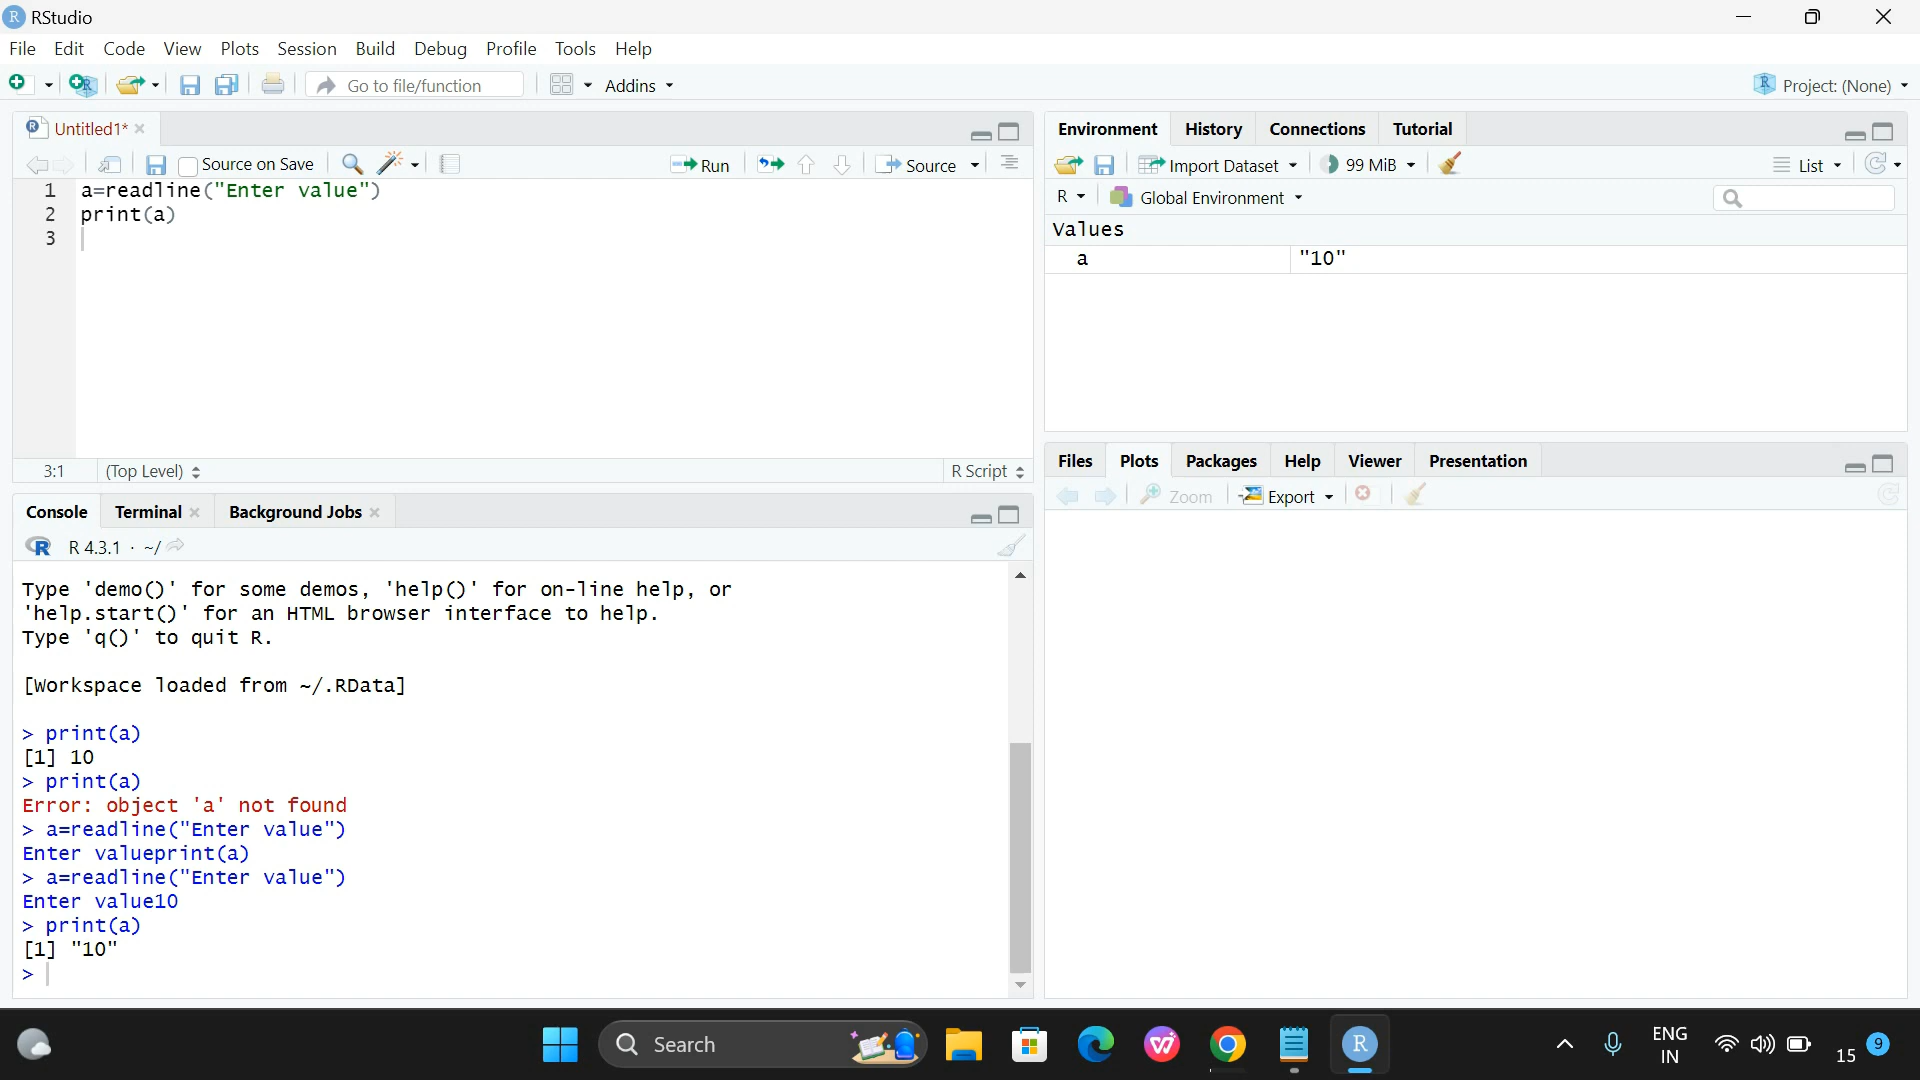 RStudio
File Edit Code View Plots Session Build Debug Profile Tools Help
Go to file/function Addins Project: (None)
Untitled1*
Source on Save Run Source
1 a=readline("Enter value")
2 print(a)
3
3:1 (Top Level) R Script
Console Terminal Background Jobs
R 4.3.1 · ~/
Type 'demo()' for some demos, 'help()' for on-line help, or
'help.start()' for an HTML browser interface to help.
Type 'q()' to quit R.
[Workspace loaded from ~/.RData]
> print(a)
[1] 10
> print(a)
Error: object 'a' not found
> a=readline("Enter value")
Enter valueprint(a)
> a=readline("Enter value")
Enter value10
> print(a)
[1] "10"
>
Environment History Connections Tutorial
Import Dataset 99 MiB List
R Global Environment
Values
a "10"
Files Plots Packages Help Viewer Presentation
Zoom Export
Search
ENG
IN
15 9